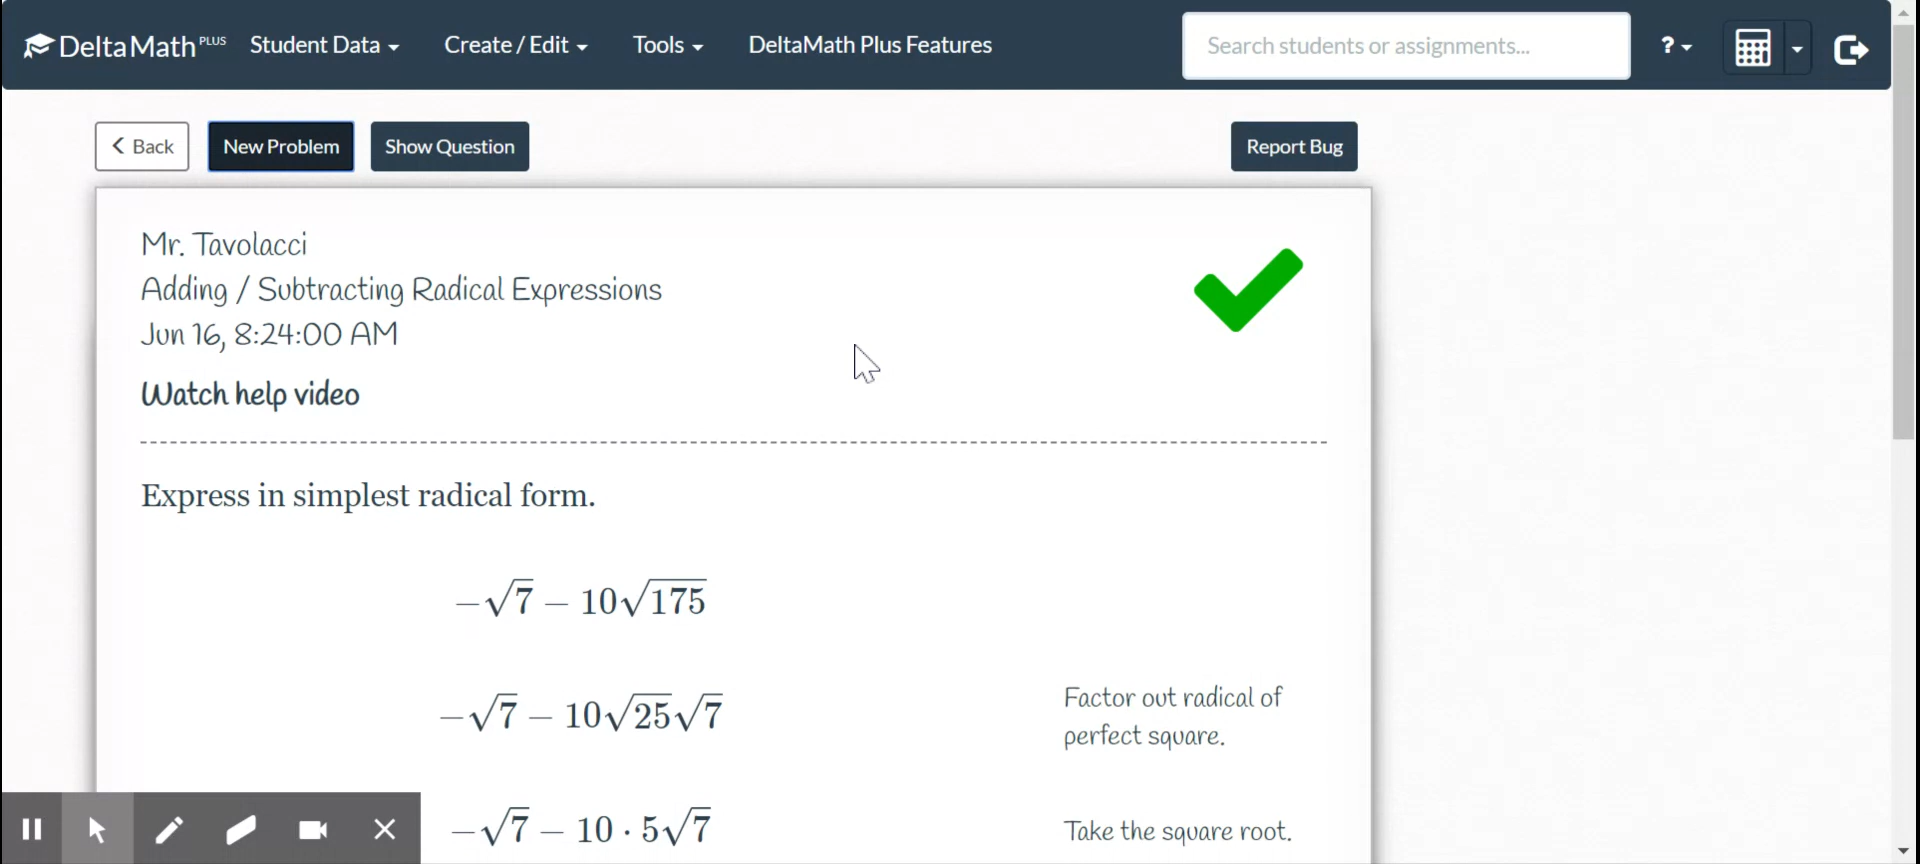 DeltaMath PLUS Student Data Create / Edit Tools DeltaMath Plus Features Search students or assignments... ?
Back New Problem Show Question Report Bug
Mr. Tavolacci
Adding / Subtracting Radical Expressions
Jun 16, 8:24:00 AM
Watch help video
Express in simplest radical form.
−√7 − 10√175
−√7 − 10√25√7
Factor out radical of
perfect square.
−√7 − 10 · 5√7
Take the square root.